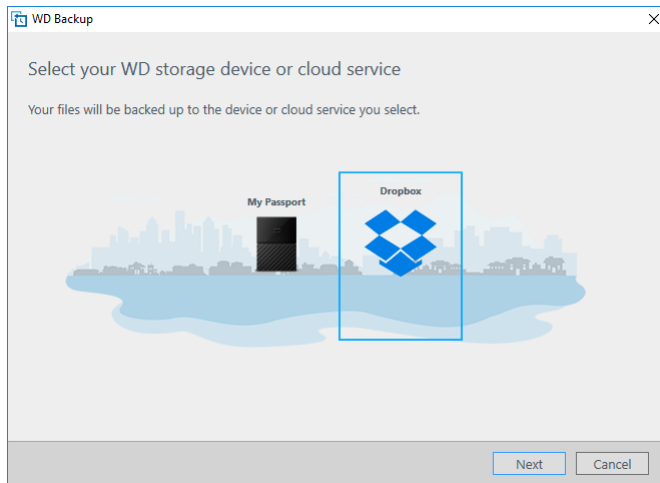 WD Backup
Select your WD storage device or cloud service
Your files will be backed up to the device or cloud service you select.
My Passport
Dropbox
Next
Cancel